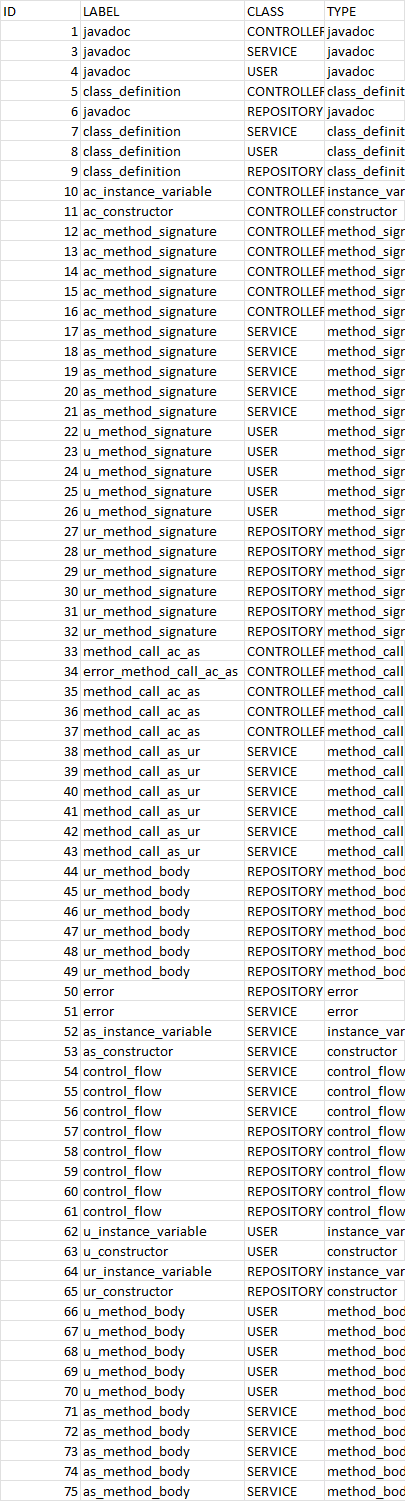 ID LABEL CLASS TYPE
1 javadoc CONTROLLER javadoc
3 javadoc SERVICE javadoc
4 javadoc USER javadoc
5 class_definition CONTROLLER class_definit
6 javadoc REPOSITORY javadoc
7 class_definition SERVICE class_definit
8 class_definition USER class_definit
9 class_definition REPOSITORY class_definit
10 ac_instance_variable CONTROLLER instance_var
11 ac_constructor CONTROLLER constructor
12 ac_method_signature CONTROLLER method_sigr
13 ac_method_signature CONTROLLER method_sigr
14 ac_method_signature CONTROLLER method_sigr
15 ac_method_signature CONTROLLER method_sigr
16 ac_method_signature CONTROLLER method_sigr
17 as_method_signature SERVICE method_sigr
18 as_method_signature SERVICE method_sigr
19 as_method_signature SERVICE method_sigr
20 as_method_signature SERVICE method_sigr
21 as_method_signature SERVICE method_sigr
22 u_method_signature USER method_sigr
23 u_method_signature USER method_sigr
24 u_method_signature USER method_sigr
25 u_method_signature USER method_sigr
26 u_method_signature USER method_sigr
27 ur_method_signature REPOSITORY method_sigr
28 ur_method_signature REPOSITORY method_sigr
29 ur_method_signature REPOSITORY method_sigr
30 ur_method_signature REPOSITORY method_sigr
31 ur_method_signature REPOSITORY method_sigr
32 ur_method_signature REPOSITORY method_sigr
33 method_call_ac_as CONTROLLER method_call
34 error_method_call_ac_as CONTROLLER method_call
35 method_call_ac_as CONTROLLER method_call
36 method_call_ac_as CONTROLLER method_call
37 method_call_ac_as CONTROLLER method_call
38 method_call_as_ur SERVICE method_call
39 method_call_as_ur SERVICE method_call
40 method_call_as_ur SERVICE method_call
41 method_call_as_ur SERVICE method_call
42 method_call_as_ur SERVICE method_call
43 method_call_as_ur SERVICE method_call
44 ur_method_body REPOSITORY method_bod
45 ur_method_body REPOSITORY method_bod
46 ur_method_body REPOSITORY method_bod
47 ur_method_body REPOSITORY method_bod
48 ur_method_body REPOSITORY method_bod
49 ur_method_body REPOSITORY method_bod
50 error REPOSITORY error
51 error SERVICE error
52 as_instance_variable SERVICE instance_var
53 as_constructor SERVICE constructor
54 control_flow SERVICE control_flow
55 control_flow SERVICE control_flow
56 control_flow SERVICE control_flow
57 control_flow REPOSITORY control_flow
58 control_flow REPOSITORY control_flow
59 control_flow REPOSITORY control_flow
60 control_flow REPOSITORY control_flow
61 control_flow REPOSITORY control_flow
62 u_instance_variable USER instance_var
63 u_constructor USER constructor
64 ur_instance_variable REPOSITORY instance_var
65 ur_constructor REPOSITORY constructor
66 u_method_body USER method_bod
67 u_method_body USER method_bod
68 u_method_body USER method_bod
69 u_method_body USER method_bod
70 u_method_body USER method_bod
71 as_method_body SERVICE method_bod
72 as_method_body SERVICE method_bod
73 as_method_body SERVICE method_bod
74 as_method_body SERVICE method_bod
75 as_method_body SERVICE method_bod